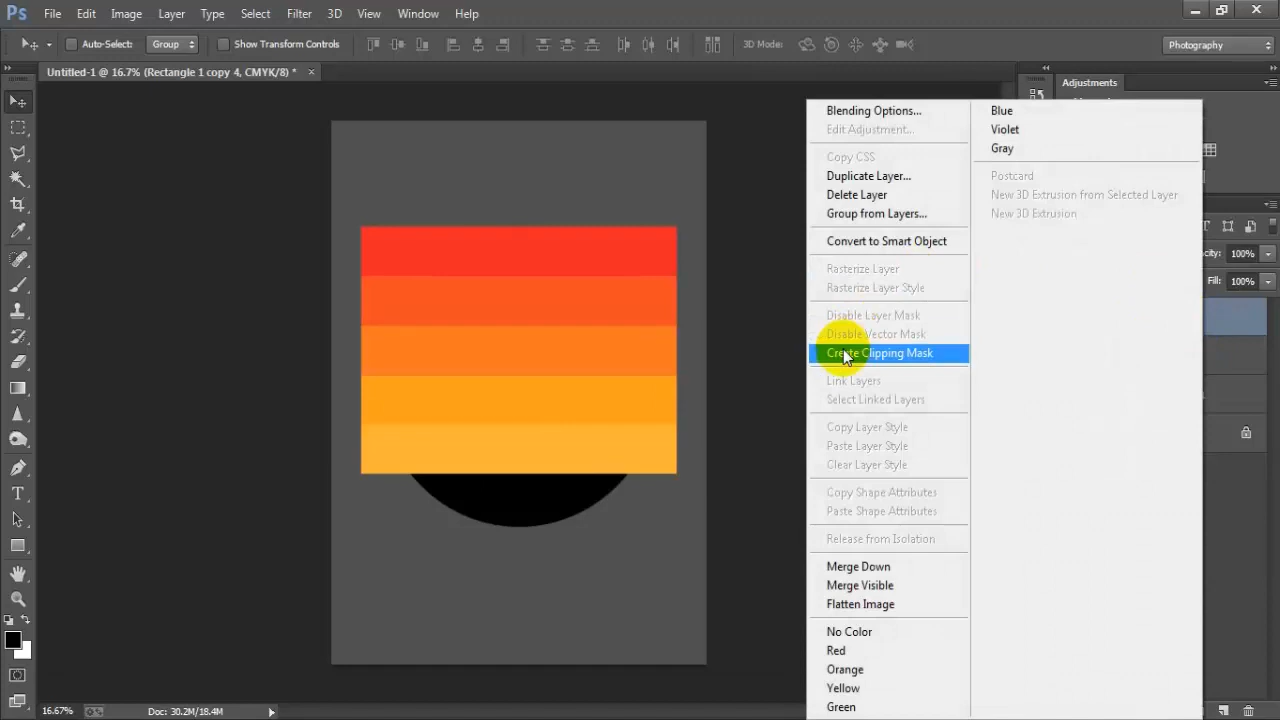 Ps File Edit Image Layer Type Select Filter 3D View Window Help
Auto-Select: Group Show Transform Controls 3D Mode: Photography
Untitled-1 @ 16.7% (Rectangle 1 copy 4, CMYK/8) * ×
Adjustments
Blending Options...
Edit Adjustment...
Copy CSS
Duplicate Layer...
Delete Layer
Group from Layers...
Convert to Smart Object
Rasterize Layer
Rasterize Layer Style
Disable Layer Mask
Disable Vector Mask
Create Clipping Mask
Link Layers
Select Linked Layers
Copy Layer Style
Paste Layer Style
Clear Layer Style
Copy Shape Attributes
Paste Shape Attributes
Release from Isolation
Merge Down
Merge Visible
Flatten Image
No Color
Red
Orange
Yellow
Green
Blue
Violet
Gray
Postcard
New 3D Extrusion from Selected Layer
New 3D Extrusion
100%
Fill: 100%
16.67% Doc: 30.2M/18.4M